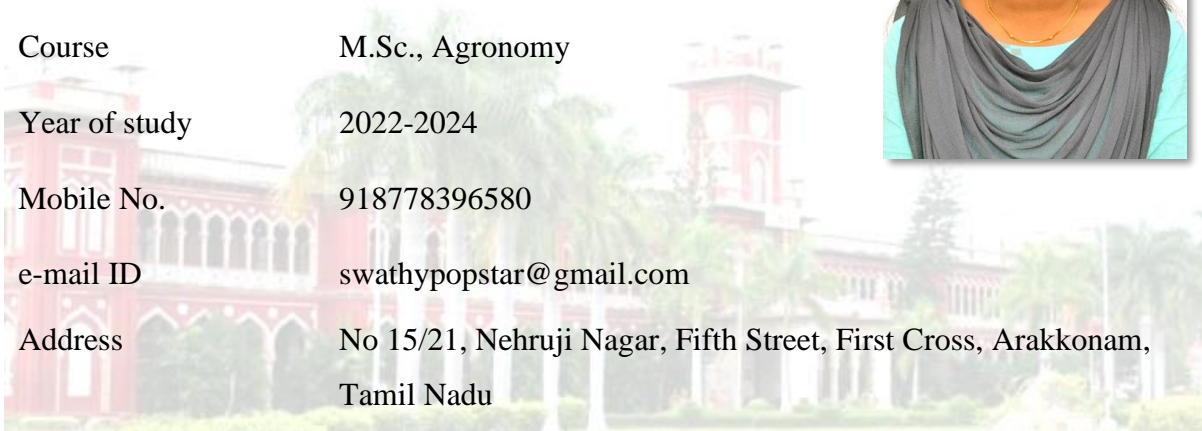 Course M.Sc., Agronomy
Year of study 2022-2024
Mobile No. 918778396580
e-mail ID swathypopstar@gmail.com
Address No 15/21, Nehruji Nagar, Fifth Street, First Cross, Arakkonam,
Tamil Nadu